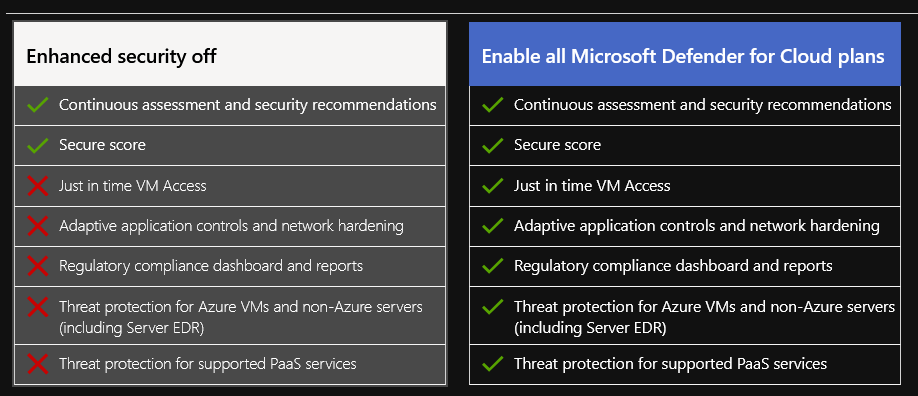 Enhanced security off
Continuous assessment and security recommendations
Secure score
Just in time VM Access
Adaptive application controls and network hardening
Regulatory compliance dashboard and reports
Threat protection for Azure VMs and non-Azure servers
(including Server EDR)
Threat protection for supported PaaS services
Enable all Microsoft Defender for Cloud plans
Continuous assessment and security recommendations
Secure score
Just in time VM Access
Adaptive application controls and network hardening
Regulatory compliance dashboard and reports
Threat protection for Azure VMs and non-Azure servers
(including Server EDR)
Threat protection for supported PaaS services